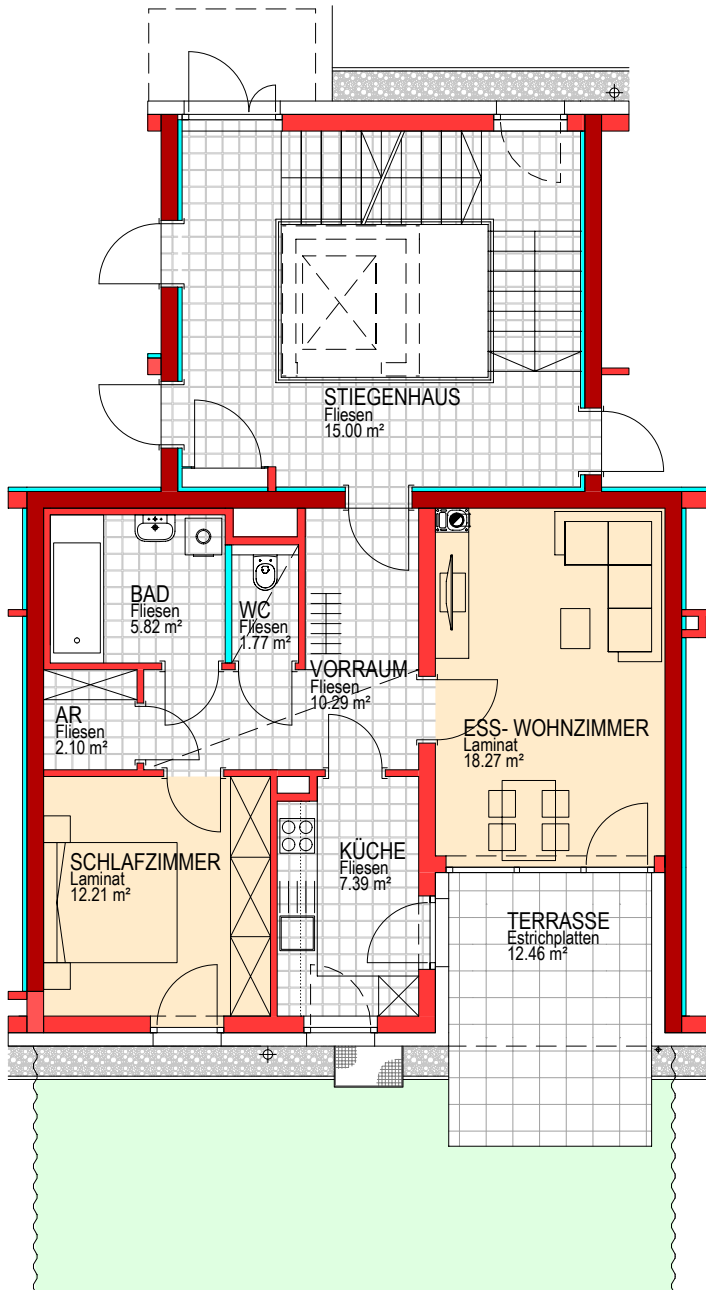 STIEGENHAUS
Fliesen
15.00 m²
BAD
Fliesen
5.82 m²
WC
Fliesen
1.77 m²
VORRAUM
Fliesen
10.29 m²
AR
Fliesen
2.10 m²
ESS- WOHNZIMMER
Laminat
18.27 m²
SCHLAFZIMMER
Laminat
12.21 m²
KÜCHE
Fliesen
7.39 m²
TERRASSE
Estrichplatten
12.46 m²